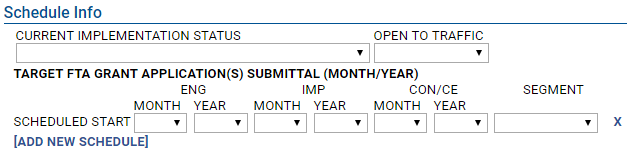 Schedule Info
CURRENT IMPLEMENTATION STATUS OPEN TO TRAFFIC
TARGET FTA GRANT APPLICATION(S) SUBMITTAL (MONTH/YEAR)
ENG IMP CON/CE SEGMENT
MONTH YEAR MONTH YEAR MONTH YEAR
SCHEDULED START X
[ADD NEW SCHEDULE]